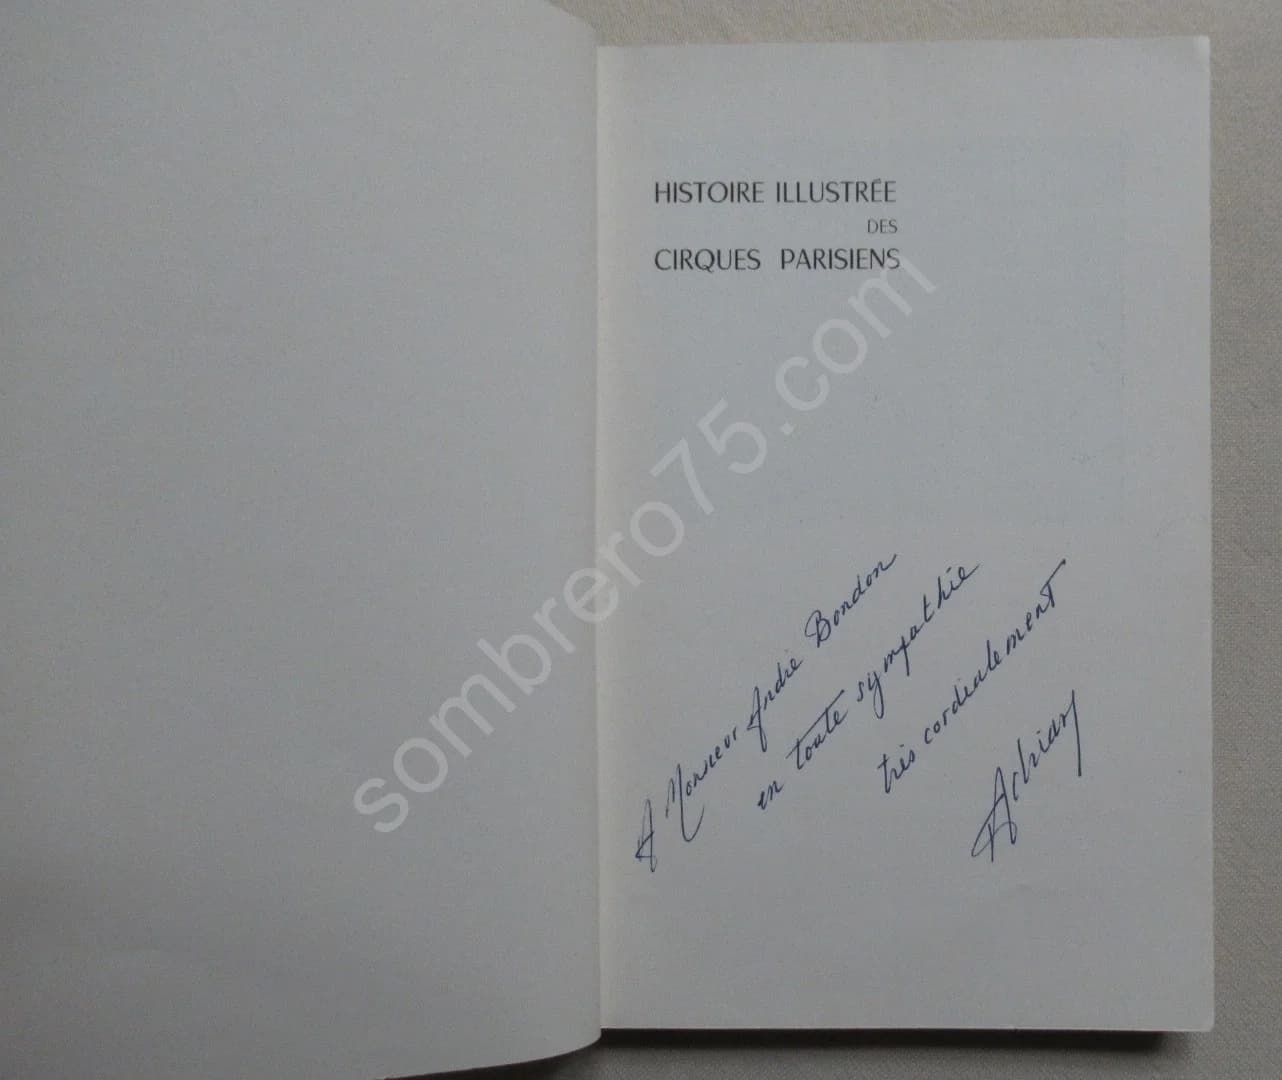 HISTOIRE ILLUSTRÉE
DES
CIRQUES PARISIENS
A Monsieur André Bondon
en toute sympathie
très cordialement
Adrian
sombrero75.com